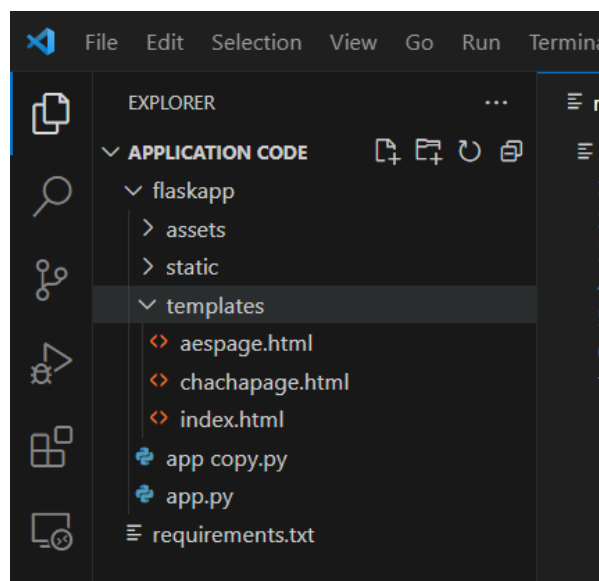 File Edit Selection View Go Run Termina
EXPLORER
APPLICATION CODE
flaskapp
assets
static
templates
aespage.html
chachapage.html
index.html
app copy.py
app.py
requirements.txt